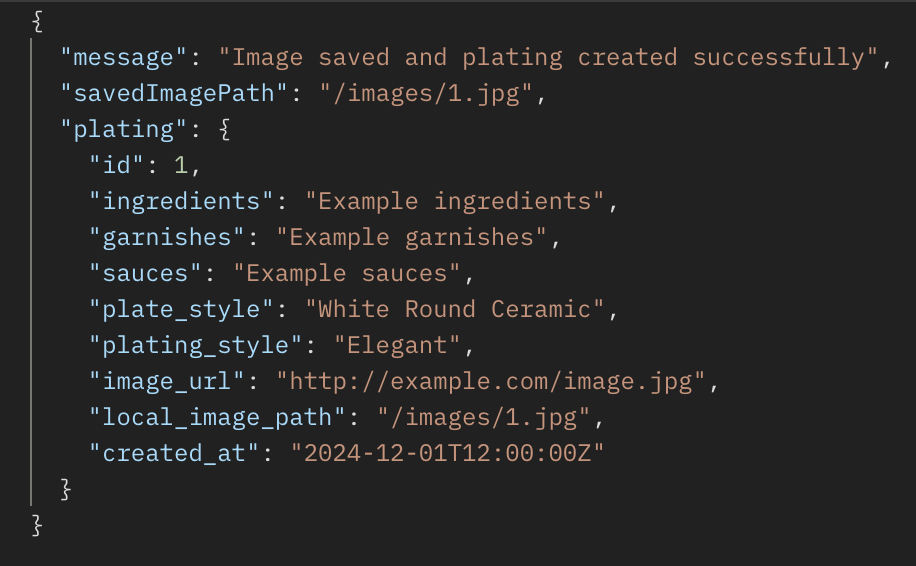 {
"message": "Image saved and plating created successfully",
"savedImagePath": "/images/1.jpg",
"plating": {
"id": 1,
"ingredients": "Example ingredients",
"garnishes": "Example garnishes",
"sauces": "Example sauces",
"plate_style": "White Round Ceramic",
"plating_style": "Elegant",
"image_url": "http://example.com/image.jpg",
"local_image_path": "/images/1.jpg",
"created_at": "2024-12-01T12:00:00Z"
}
}